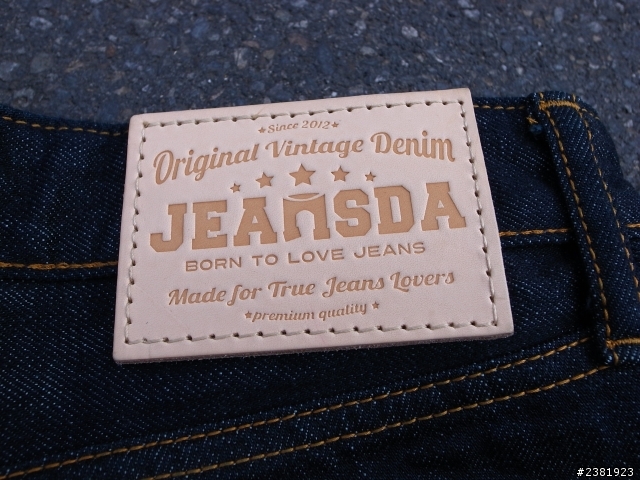 ★Since 2012★
Original Vintage Denim
JEANSDA
BORN TO LOVE JEANS
Made for True Jeans Lovers
★premium quality★
#2381923